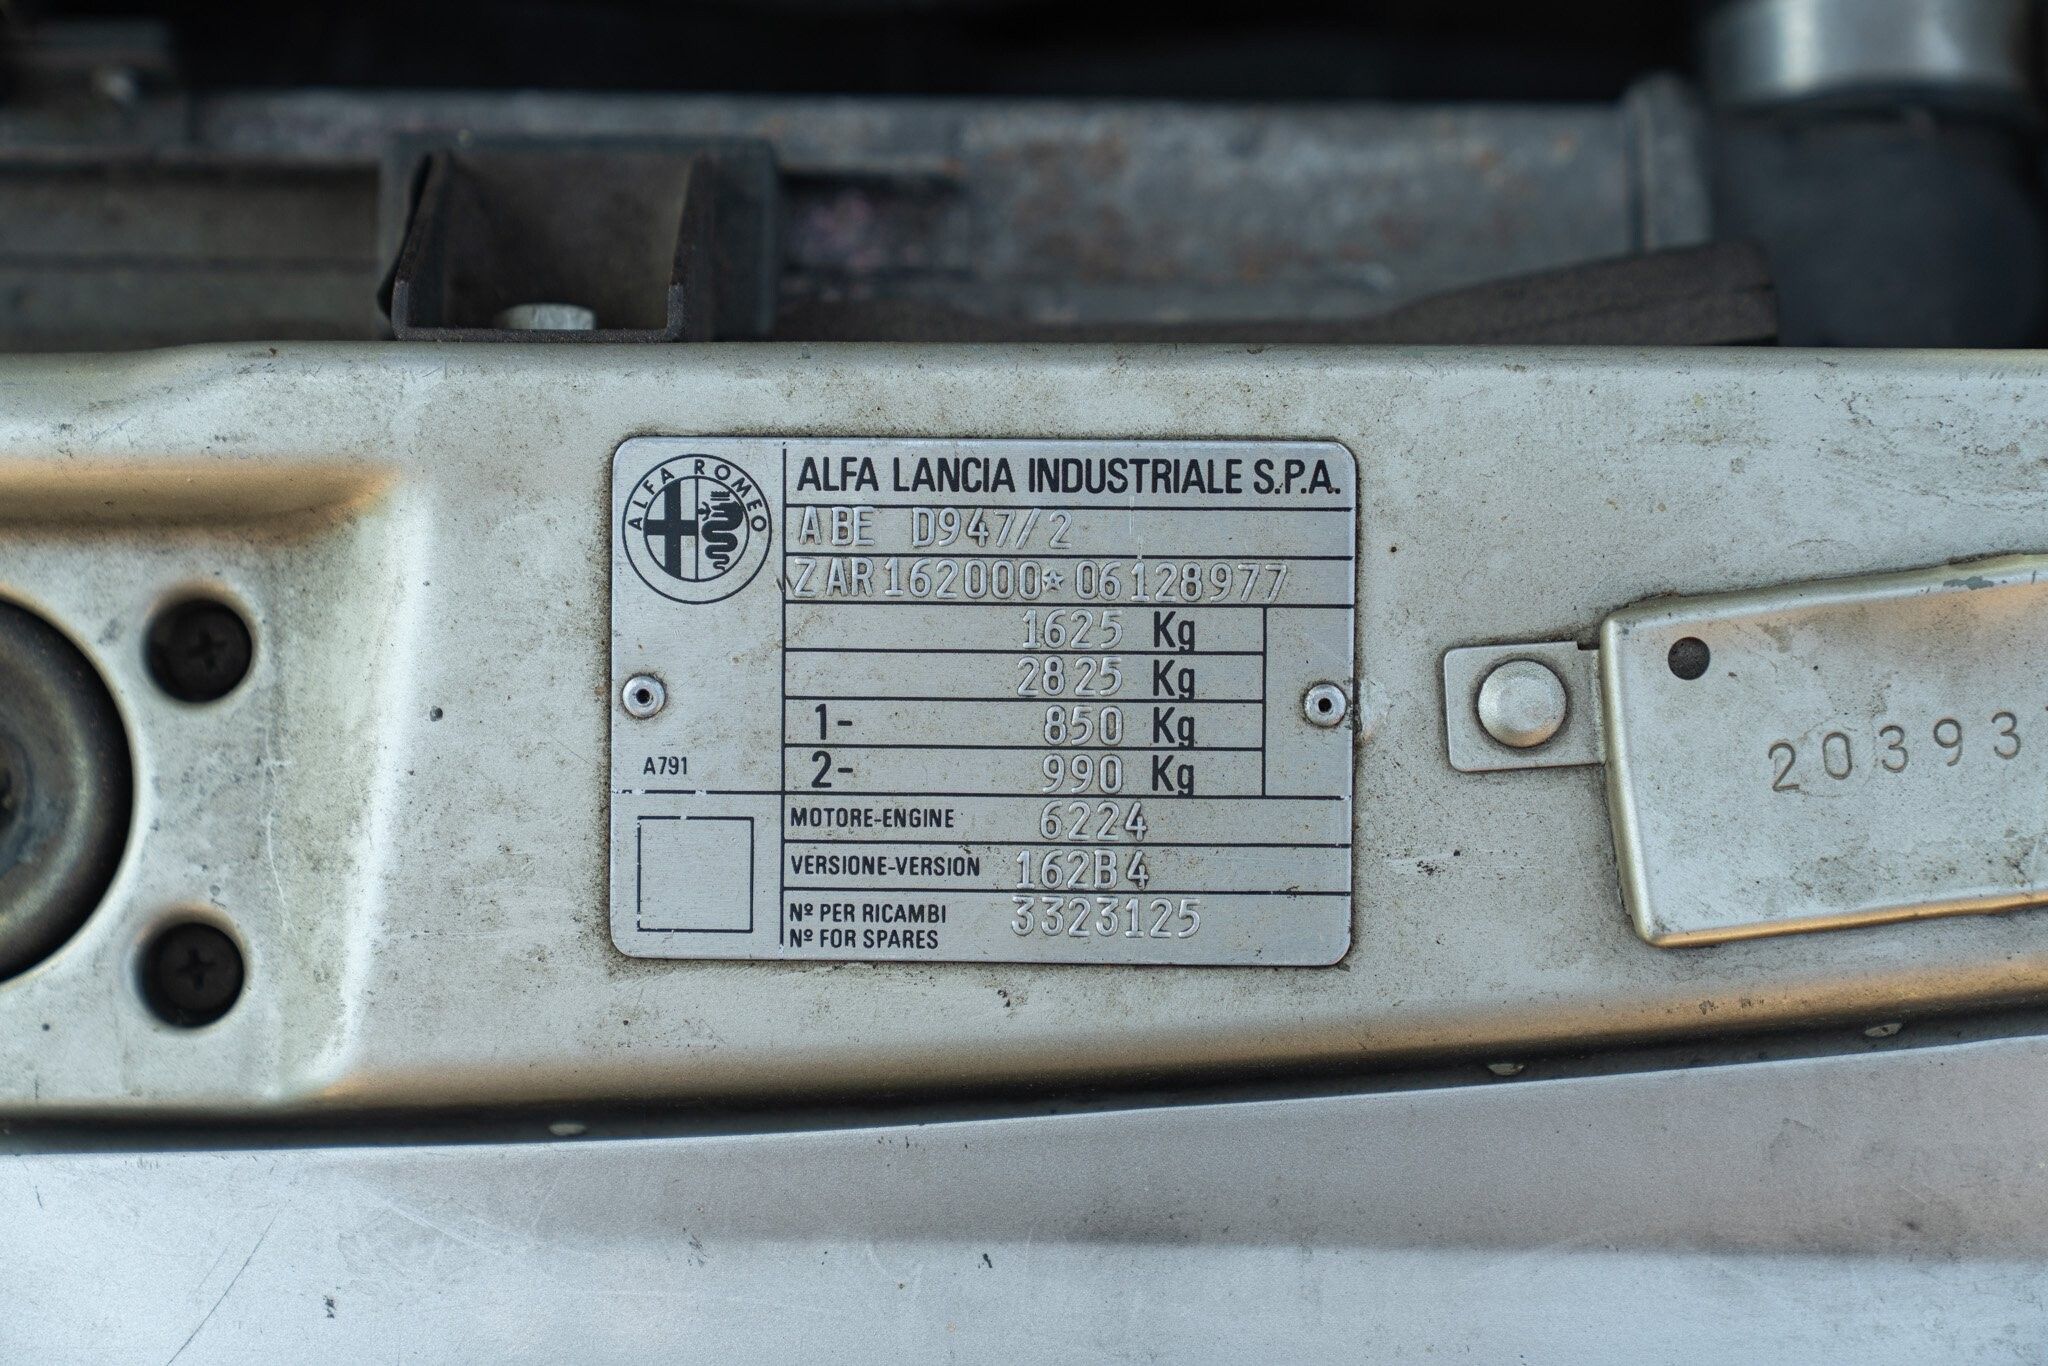 ALFA ROMEO
ALFA LANCIA INDUSTRIALE S.P.A.
ABE D947//2
ZAR162000*06128977
1625 Kg
2825 Kg
1- 850 Kg
2- 990 Kg
A791
MOTORE-ENGINE 6224
VERSIONE-VERSION 162B4
Nº PER RICAMBI 3323125
Nº FOR SPARES
20393